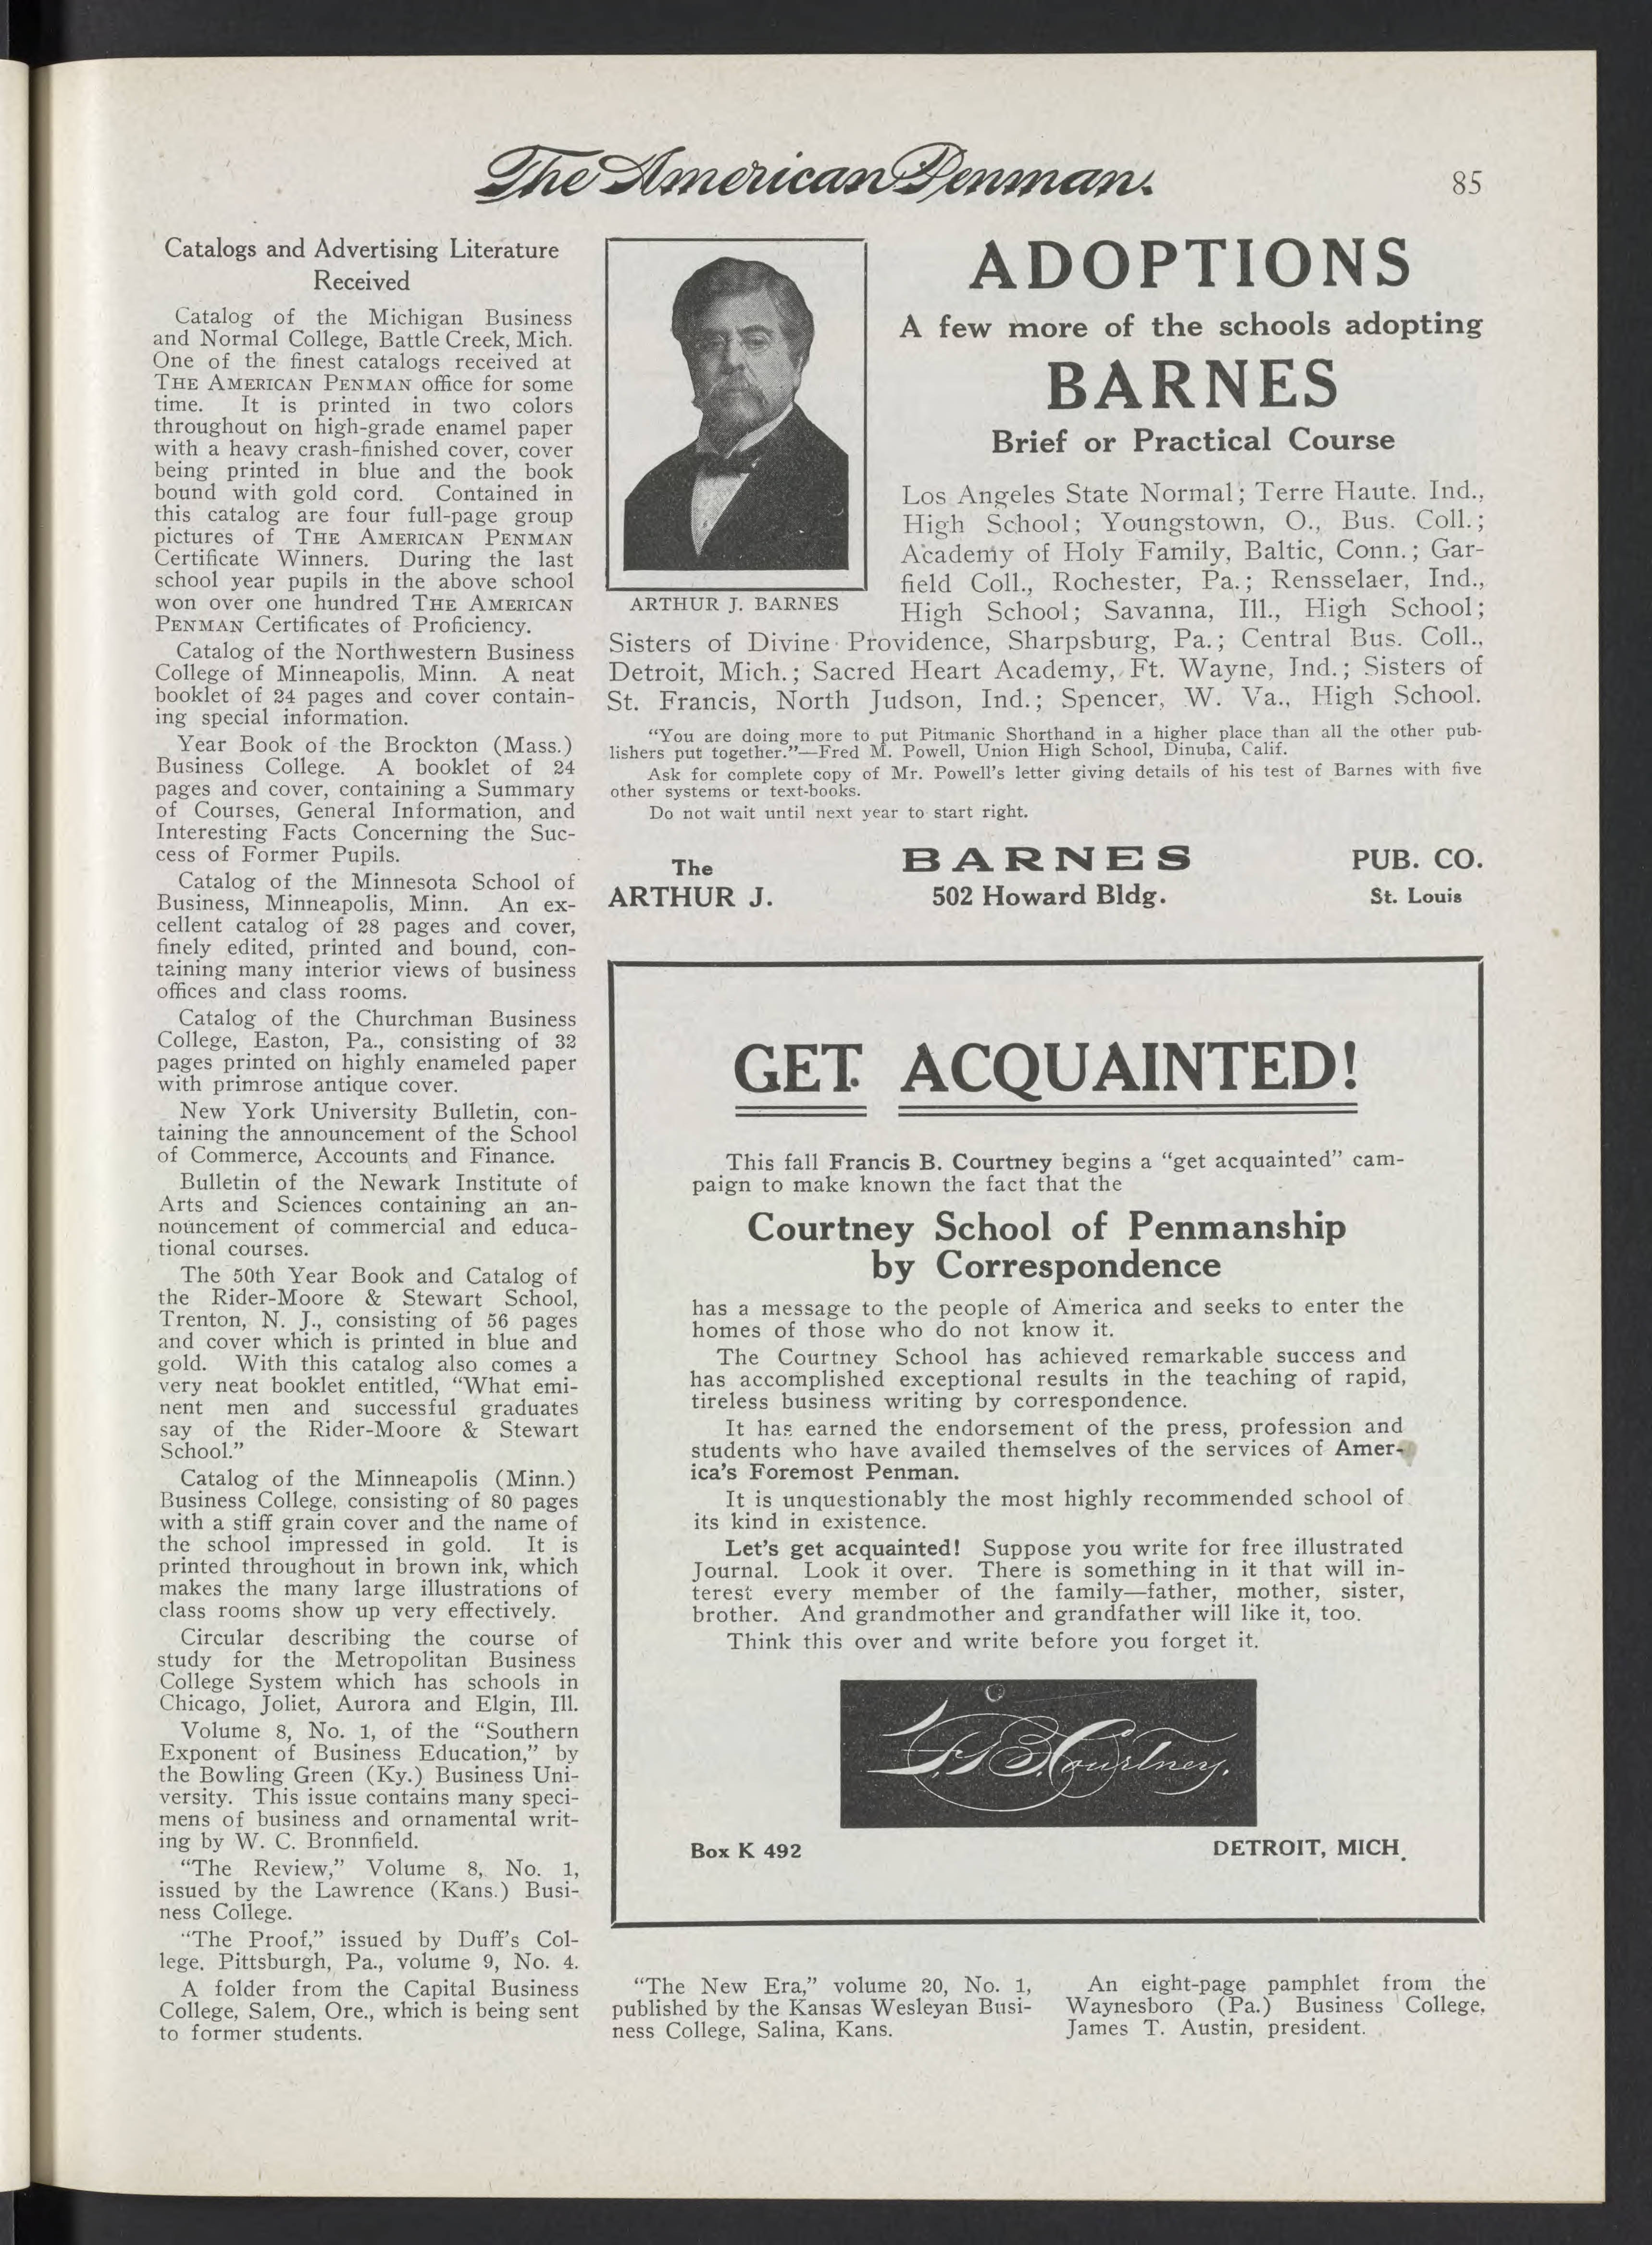 The American Penman.
85
Catalogs and Advertising Literature
Received
Catalog of the Michigan Business
and Normal College, Battle Creek, Mich.
One of the finest catalogs received at
THE AMERICAN PENMAN office for some
time. It is printed in two colors
throughout on high-grade enamel paper
with a heavy crash-finished cover, cover
being printed in blue and the book
bound with gold cord. Contained in
this catalog are four full-page group
pictures of THE AMERICAN PENMAN
Certificate Winners. During the last
school year pupils in the above school
won over one hundred THE AMERICAN
PENMAN Certificates of Proficiency.
Catalog of the Northwestern Business
College of Minneapolis, Minn. A neat
booklet of 24 pages and cover contain-
ing special information.
Year Book of the Brockton (Mass.)
Business College. A booklet of 24
pages and cover, containing a Summary
of Courses, General Information, and
Interesting Facts Concerning the Suc-
cess of Former Pupils.
Catalog of the Minnesota School of
Business, Minneapolis, Minn. An ex-
cellent catalog of 28 pages and cover,
finely edited, printed and bound, con-
taining many interior views of business
offices and class rooms.
Catalog of the Churchman Business
College, Easton, Pa., consisting of 32
pages printed on highly enameled paper
with primrose antique cover.
New York University Bulletin, con-
taining the announcement of the School
of Commerce, Accounts and Finance.
Bulletin of the Newark Institute of
Arts and Sciences containing an an-
nouncement of commercial and educa-
tional courses.
The 50th Year Book and Catalog of
the Rider-Moore & Stewart School,
Trenton, N. J., consisting of 56 pages
and cover which is printed in blue and
gold. With this catalog also comes a
very neat booklet entitled, "What emi-
nent men and successful graduates
say of the Rider-Moore & Stewart
School."
Catalog of the Minneapolis (Minn.)
Business College, consisting of 80 pages
with a stiff grain cover and the name of
the school impressed in gold. It is
printed throughout in brown ink, which
makes the many large illustrations of
class rooms show up very effectively.
Circular describing the course of
study for the Metropolitan Business
College System which has schools in
Chicago, Joliet, Aurora and Elgin, Ill.
Volume 8, No. 1, of the "Southern
Exponent of Business Education," by
the Bowling Green (Ky.) Business Uni-
versity. This issue contains many speci-
mens of business and ornamental writ-
ing by W. C. Bronnfield.
"The Review," Volume 8, No. 1,
issued by the Lawrence (Kans.) Busi-
ness College.
"The Proof," issued by Duff's Col-
lege, Pittsburgh, Pa., volume 9, No. 4.
A folder from the Capital Business
College, Salem, Ore., which is being sent
to former students.
ARTHUR J. BARNES
ADOPTIONS
A few more of the schools adopting
BARNES
Brief or Practical Course
Los Angeles State Normal; Terre Haute. Ind.,
High School; Youngstown, O., Bus. Coll.;
Academy of Holy Family, Baltic, Conn.; Gar-
field Coll., Rochester, Pa.; Rensselaer, Ind.,
High School; Savanna, Ill., High School;
Sisters of Divine Providence, Sharpsburg, Pa.; Central Bus. Coll.,
Detroit, Mich.; Sacred Heart Academy, Ft. Wayne, Ind.; Sisters of
St. Francis, North Judson, Ind.; Spencer, W. Va., High School.
"You are doing more to put Pitmanic Shorthand in a higher place than all the other pub-
lishers put together."—Fred M. Powell, Union High School, Dinuba, Calif.
Ask for complete copy of Mr. Powell's letter giving details of his test of Barnes with five
other systems or text-books.
Do not wait until next year to start right.
The BARNES PUB. CO.
ARTHUR J. 502 Howard Bldg. St. Louis
GET ACQUAINTED!
This fall Francis B. Courtney begins a "get acquainted" cam-
paign to make known the fact that the
Courtney School of Penmanship
by Correspondence
has a message to the people of America and seeks to enter the
homes of those who do not know it.
The Courtney School has achieved remarkable success and
has accomplished exceptional results in the teaching of rapid,
tireless business writing by correspondence.
It has earned the endorsement of the press, profession and
students who have availed themselves of the services of Amer-
ica's Foremost Penman.
It is unquestionably the most highly recommended school of
its kind in existence.
Let's get acquainted! Suppose you write for free illustrated
Journal. Look it over. There is something in it that will in-
terest every member of the family—father, mother, sister,
brother. And grandmother and grandfather will like it, too.
Think this over and write before you forget it.
F. B. Courtney.
Box K 492 DETROIT, MICH.
"The New Era," volume 20, No. 1,
published by the Kansas Wesleyan Busi-
ness College, Salina, Kans.
An eight-page pamphlet from the
Waynesboro (Pa.) Business College,
James T. Austin, president.